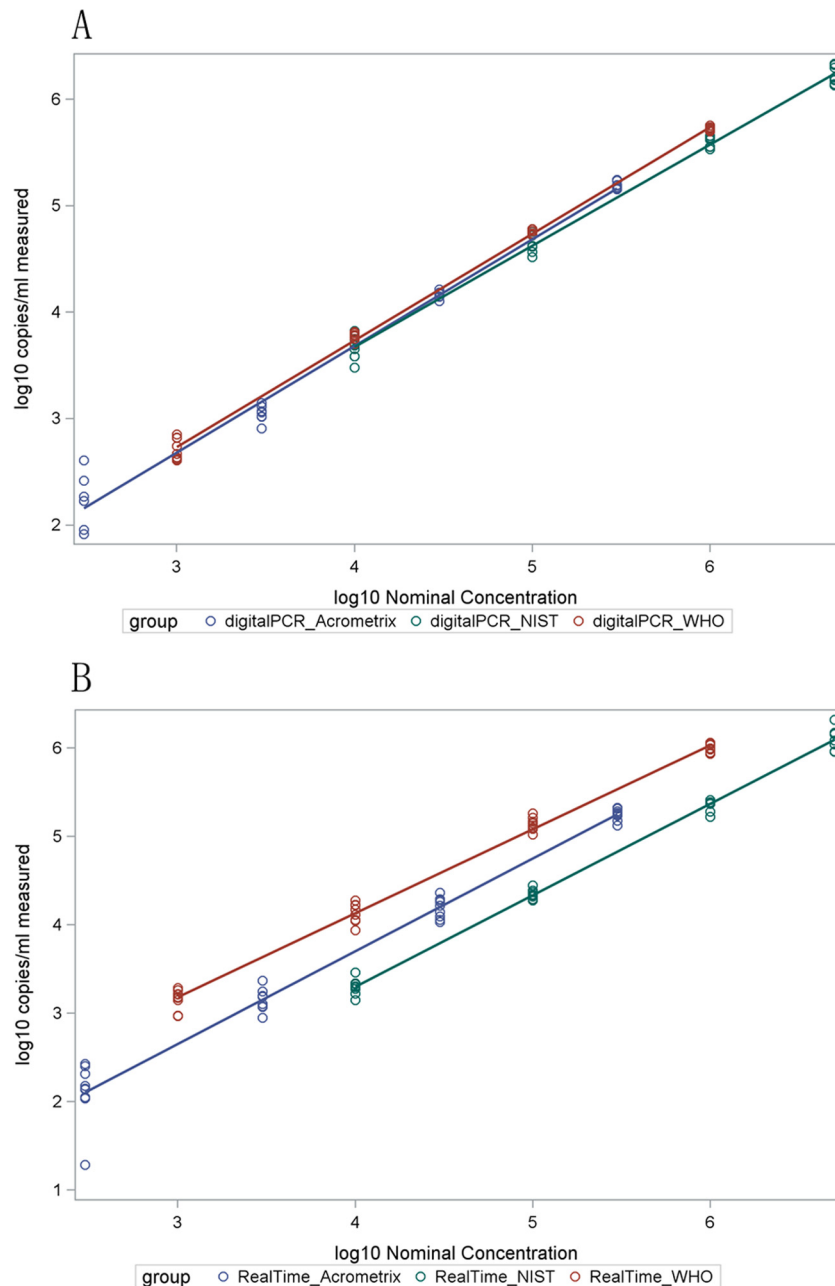 A
6
5
4
3
2
log10 copies/ml measured
3 4 5 6
log10 Nominal Concentration
group digitalPCR_Acrometrix digitalPCR_NIST digitalPCR_WHO
B
6
5
4
3
2
1
log10 copies/ml measured
3 4 5 6
log10 Nominal Concentration
group RealTime_Acrometrix RealTime_NIST RealTime_WHO